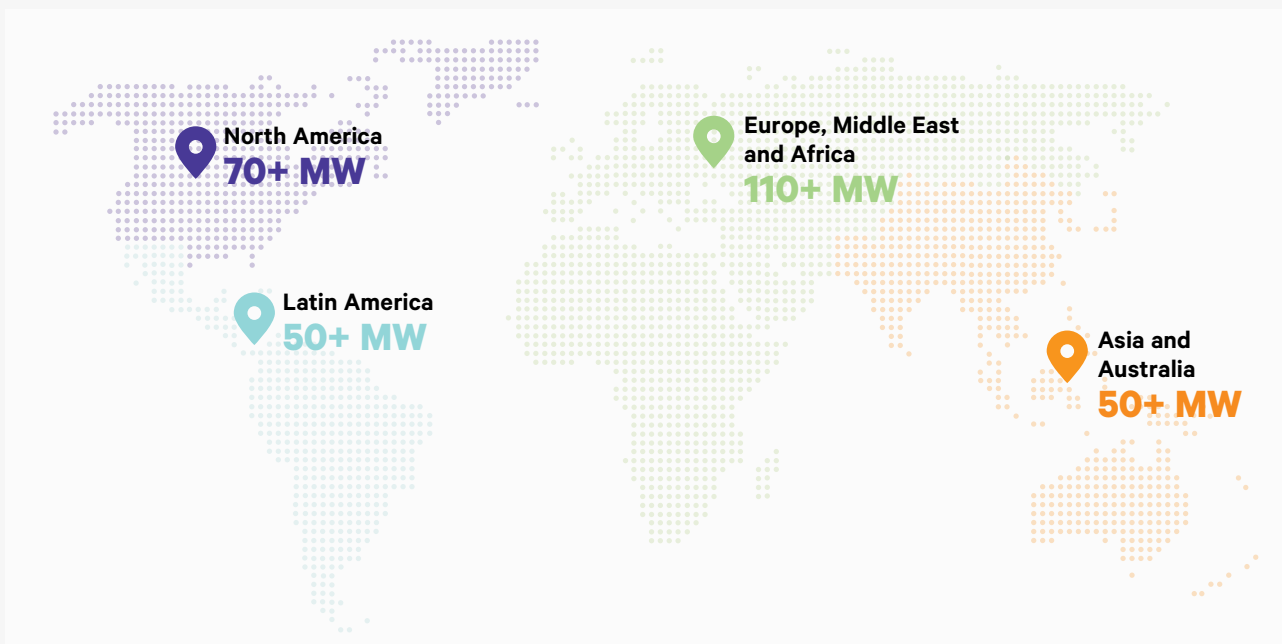 North America
70+ MW
Europe, Middle East
and Africa
110+ MW
Latin America
50+ MW
Asia and
Australia
50+ MW